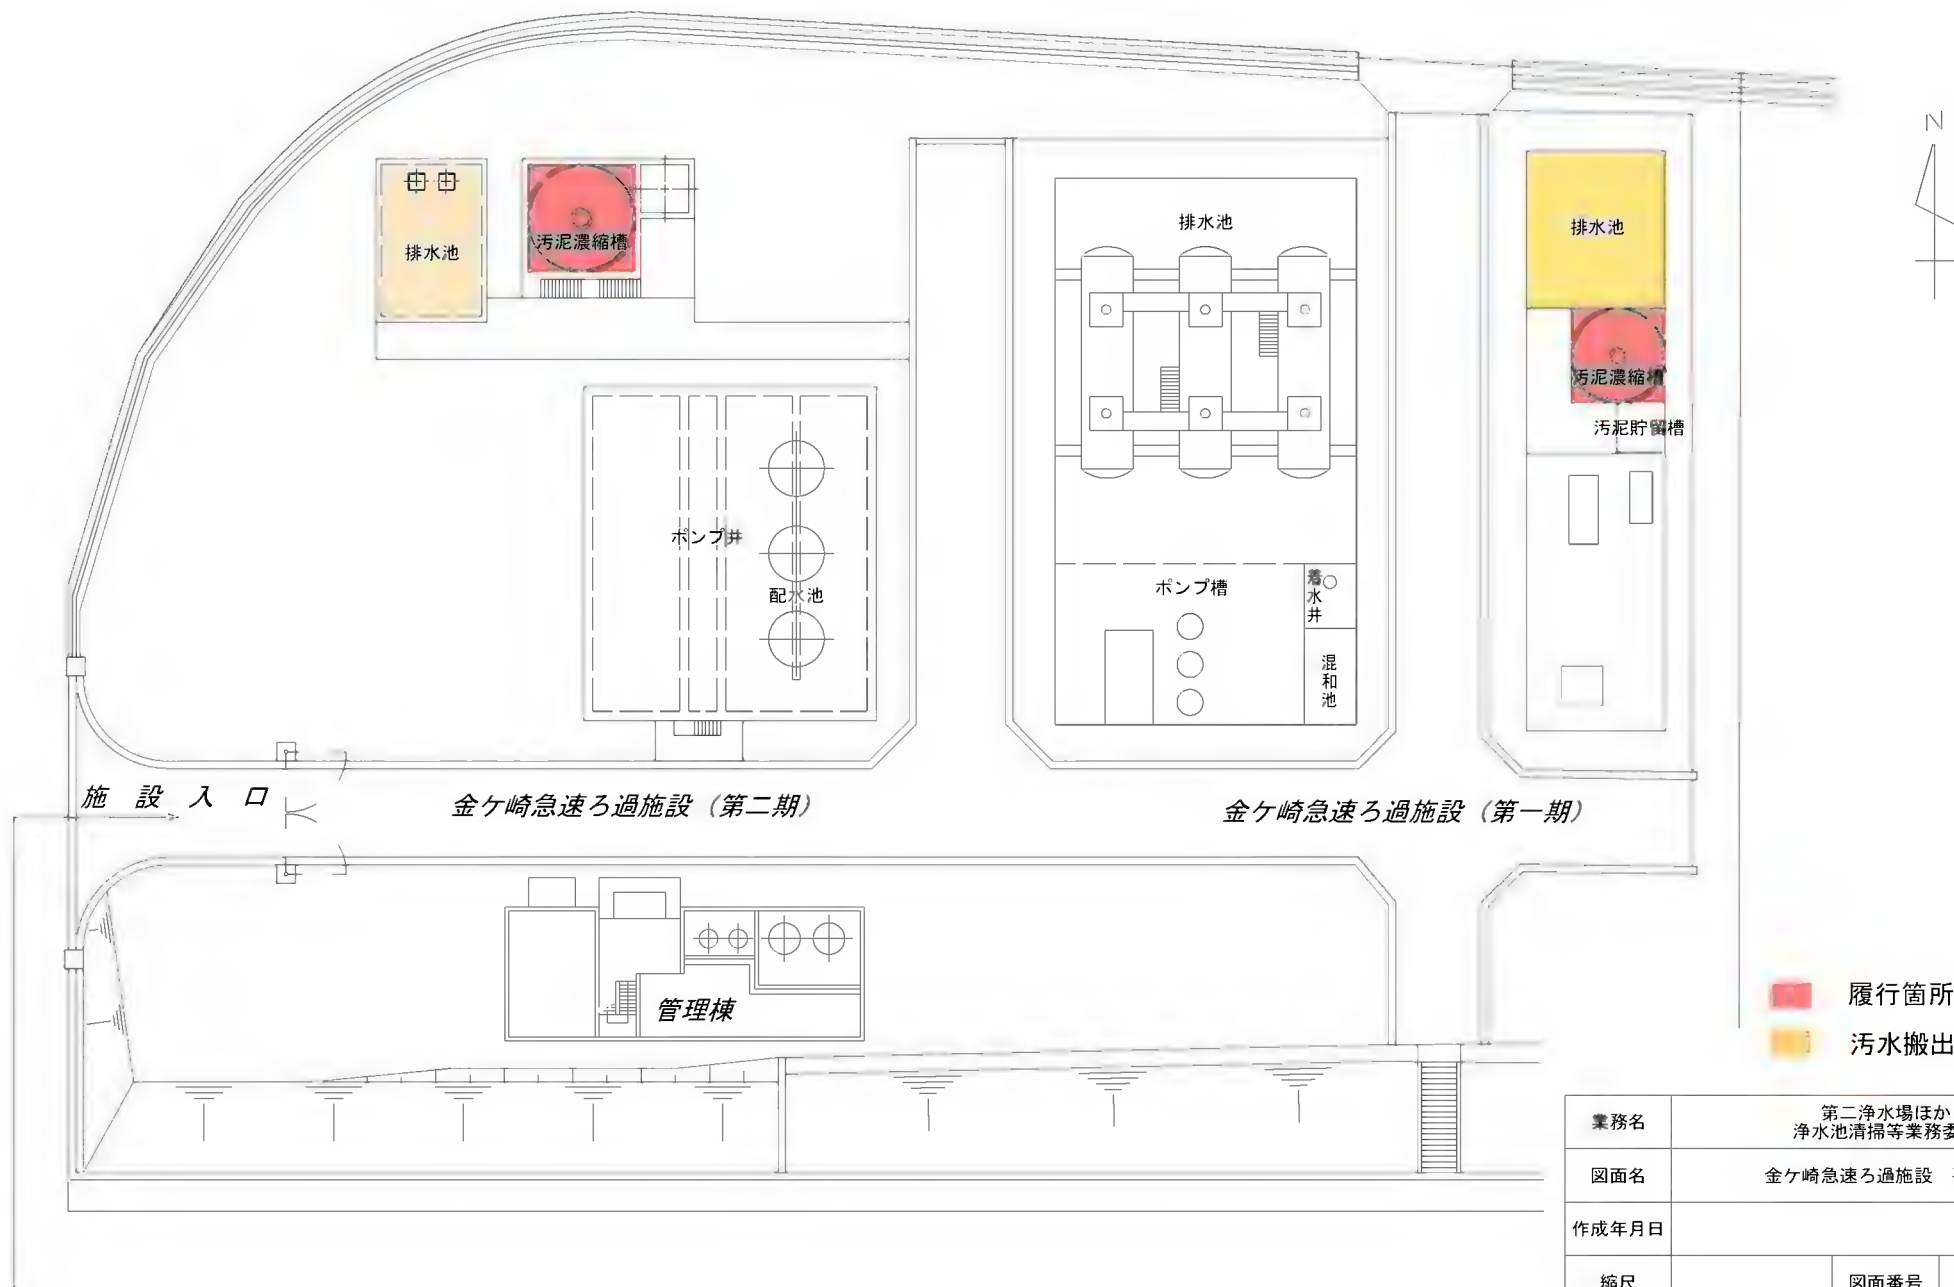 N
排水池
汚泥濃縮槽
排水池
排水池
汚泥濃縮槽
汚泥貯留槽
ポンプ井
配水池
ポンプ槽
着水井
混和池
施設入口
金ケ崎急速ろ過施設（第二期）
金ケ崎急速ろ過施設（第一期）
管理棟
履行箇所
汚水搬出
業務名
第二浄水場ほか
浄水池清掃等業務委
図面名
金ケ崎急速ろ過施設
作成年月日
縮尺
図面番号